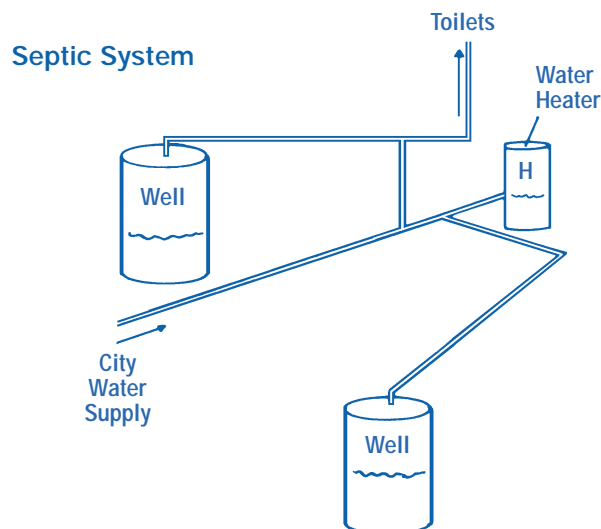 Toilets
Septic System
Water
Heater
H
Well
City
Water
Supply
Well